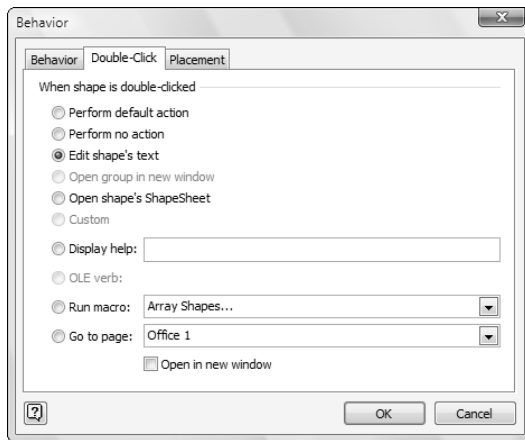 Behavior
Behavior Double-Click Placement
When shape is double-clicked
Perform default action
Perform no action
Edit shape's text
Open group in new window
Open shape's ShapeSheet
Custom
Display help:
OLE verb:
Run macro: Array Shapes...
Go to page: Office 1
Open in new window
? OK Cancel